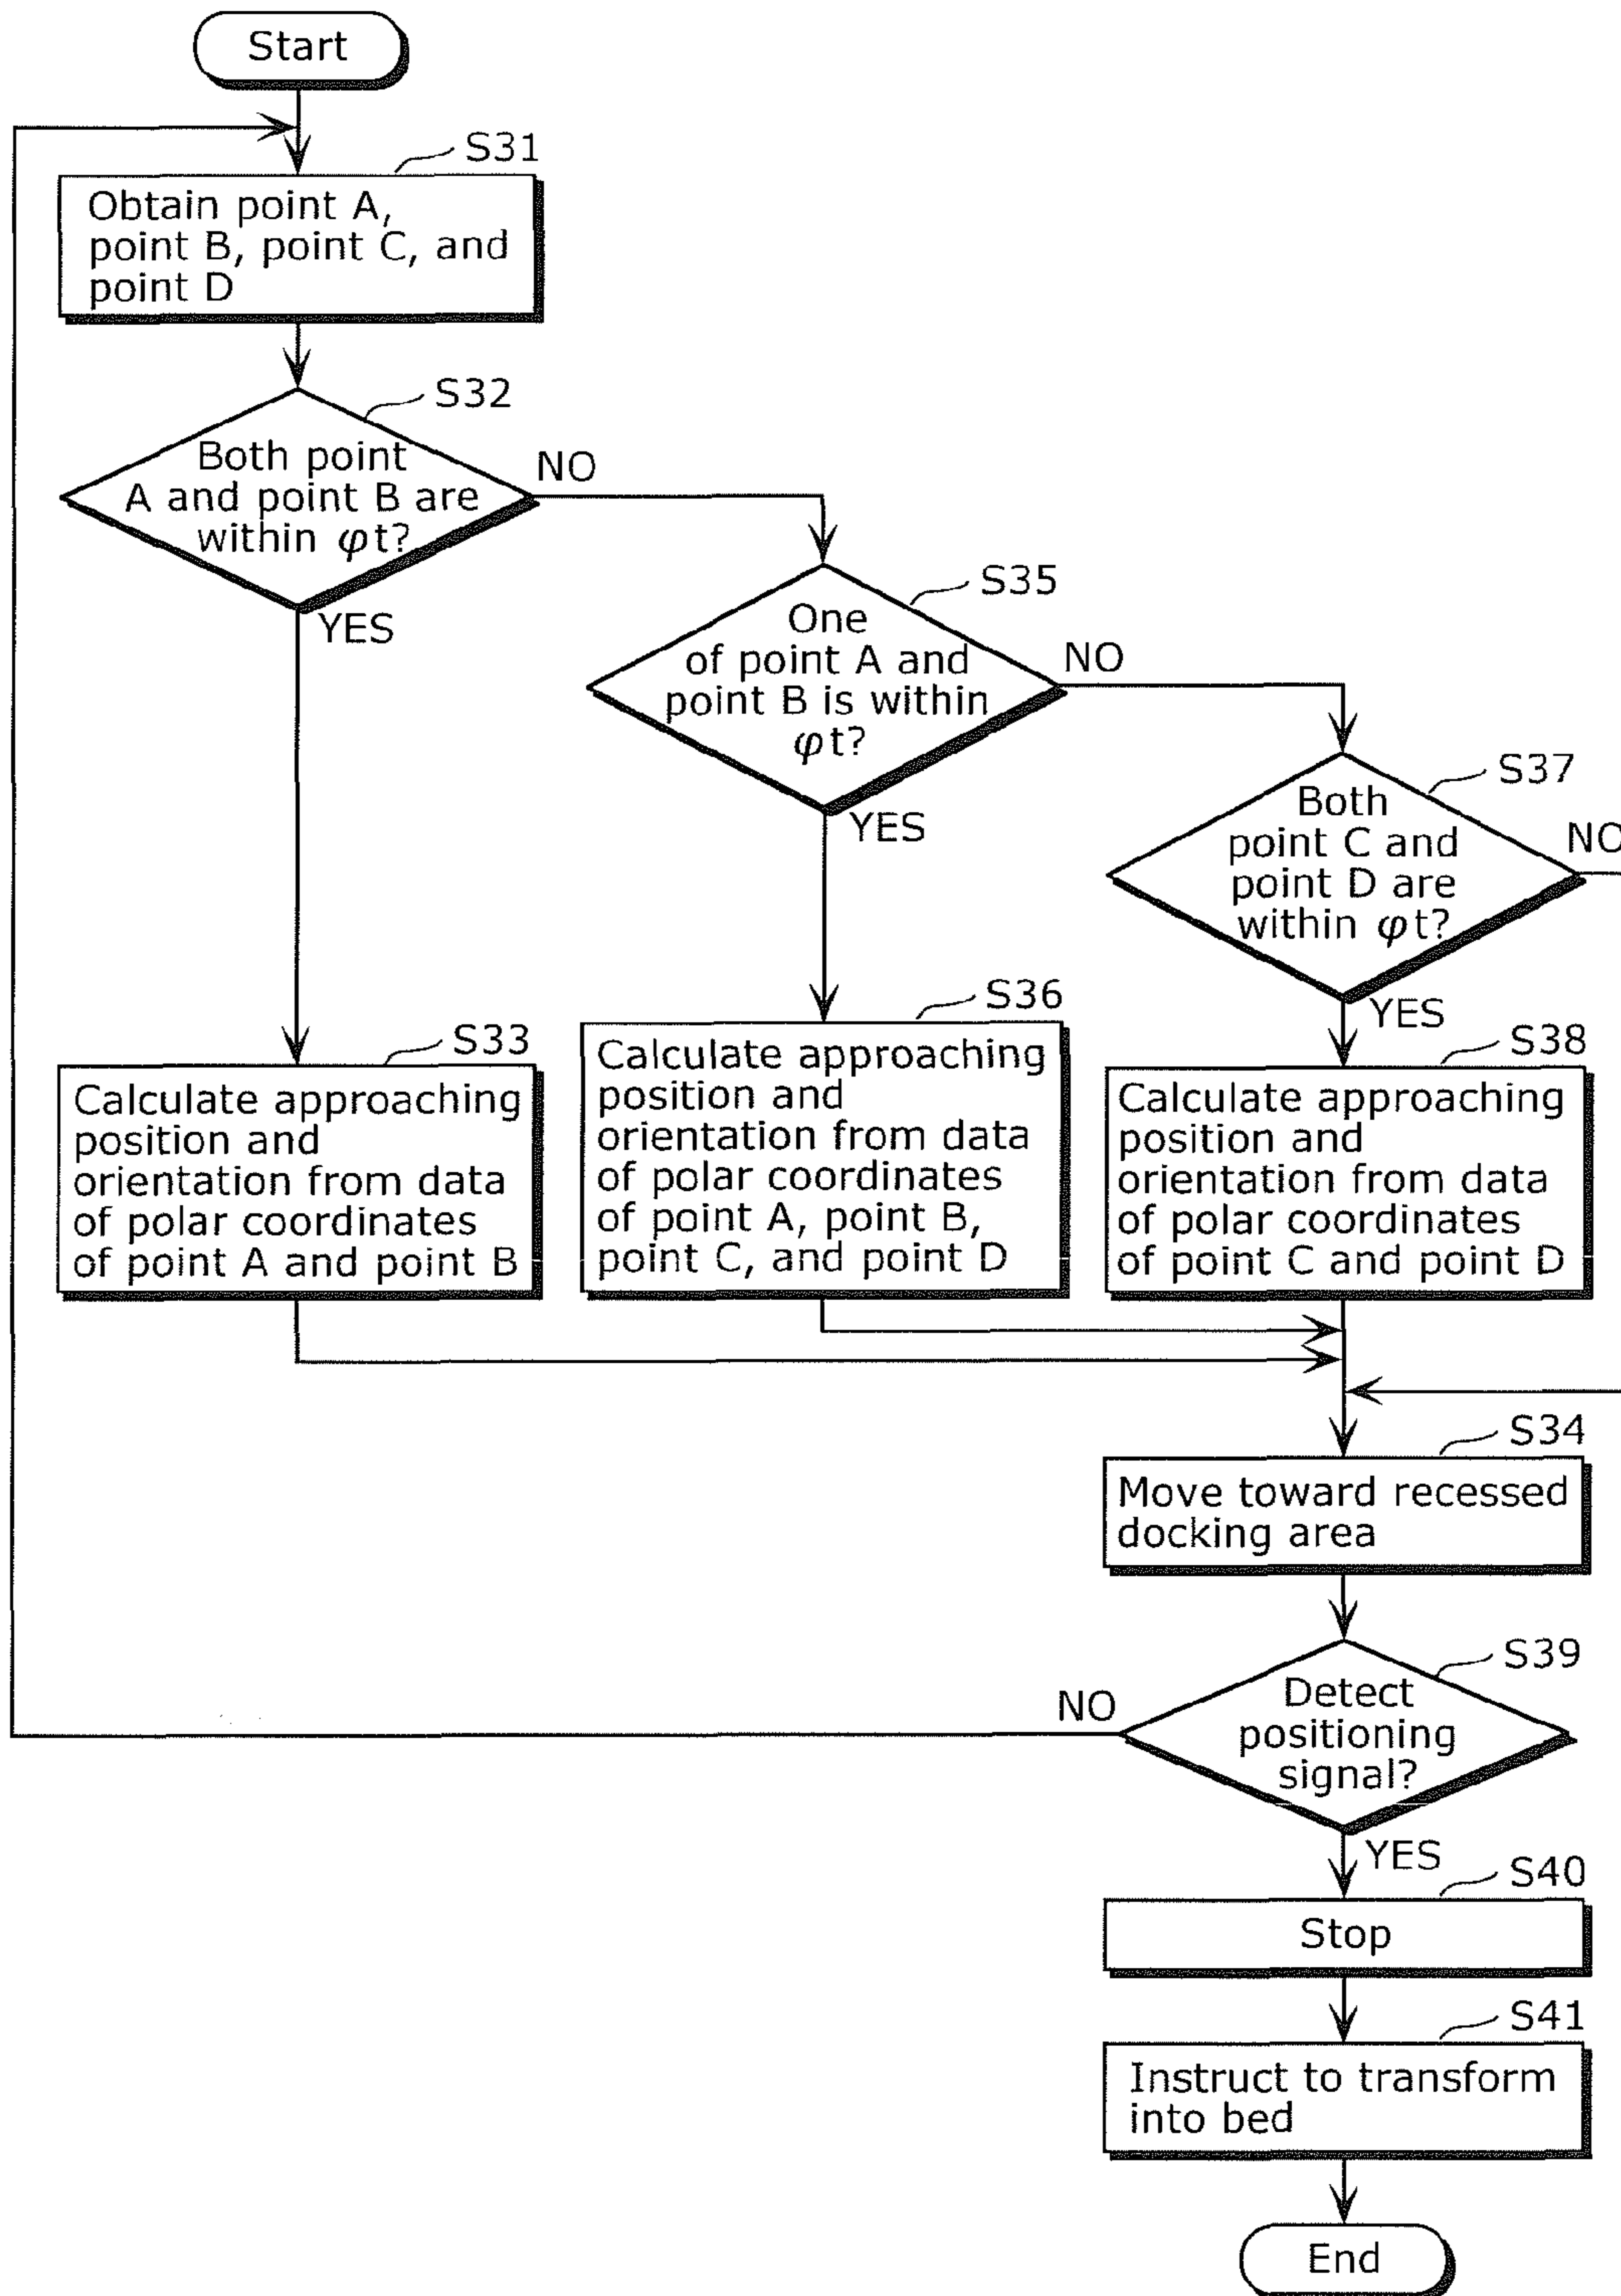 Start
S31
Obtain point A,
point B, point C, and
point D
S32
Both point
A and point B are
within φt?
NO
YES
S35
One
of point A and
point B is within
φt?
NO
YES
S37
Both
point C and
point D are
within φt?
NO
YES
S33
Calculate approaching
position and
orientation from data
of polar coordinates
of point A and point B
S36
Calculate approaching
position and
orientation from data
of polar coordinates
of point A, point B,
point C, and point D
S38
Calculate approaching
position and
orientation from data
of polar coordinates
of point C and point D
S34
Move toward recessed
docking area
S39
Detect
positioning
signal?
NO
YES
S40
Stop
S41
Instruct to transform
into bed
End